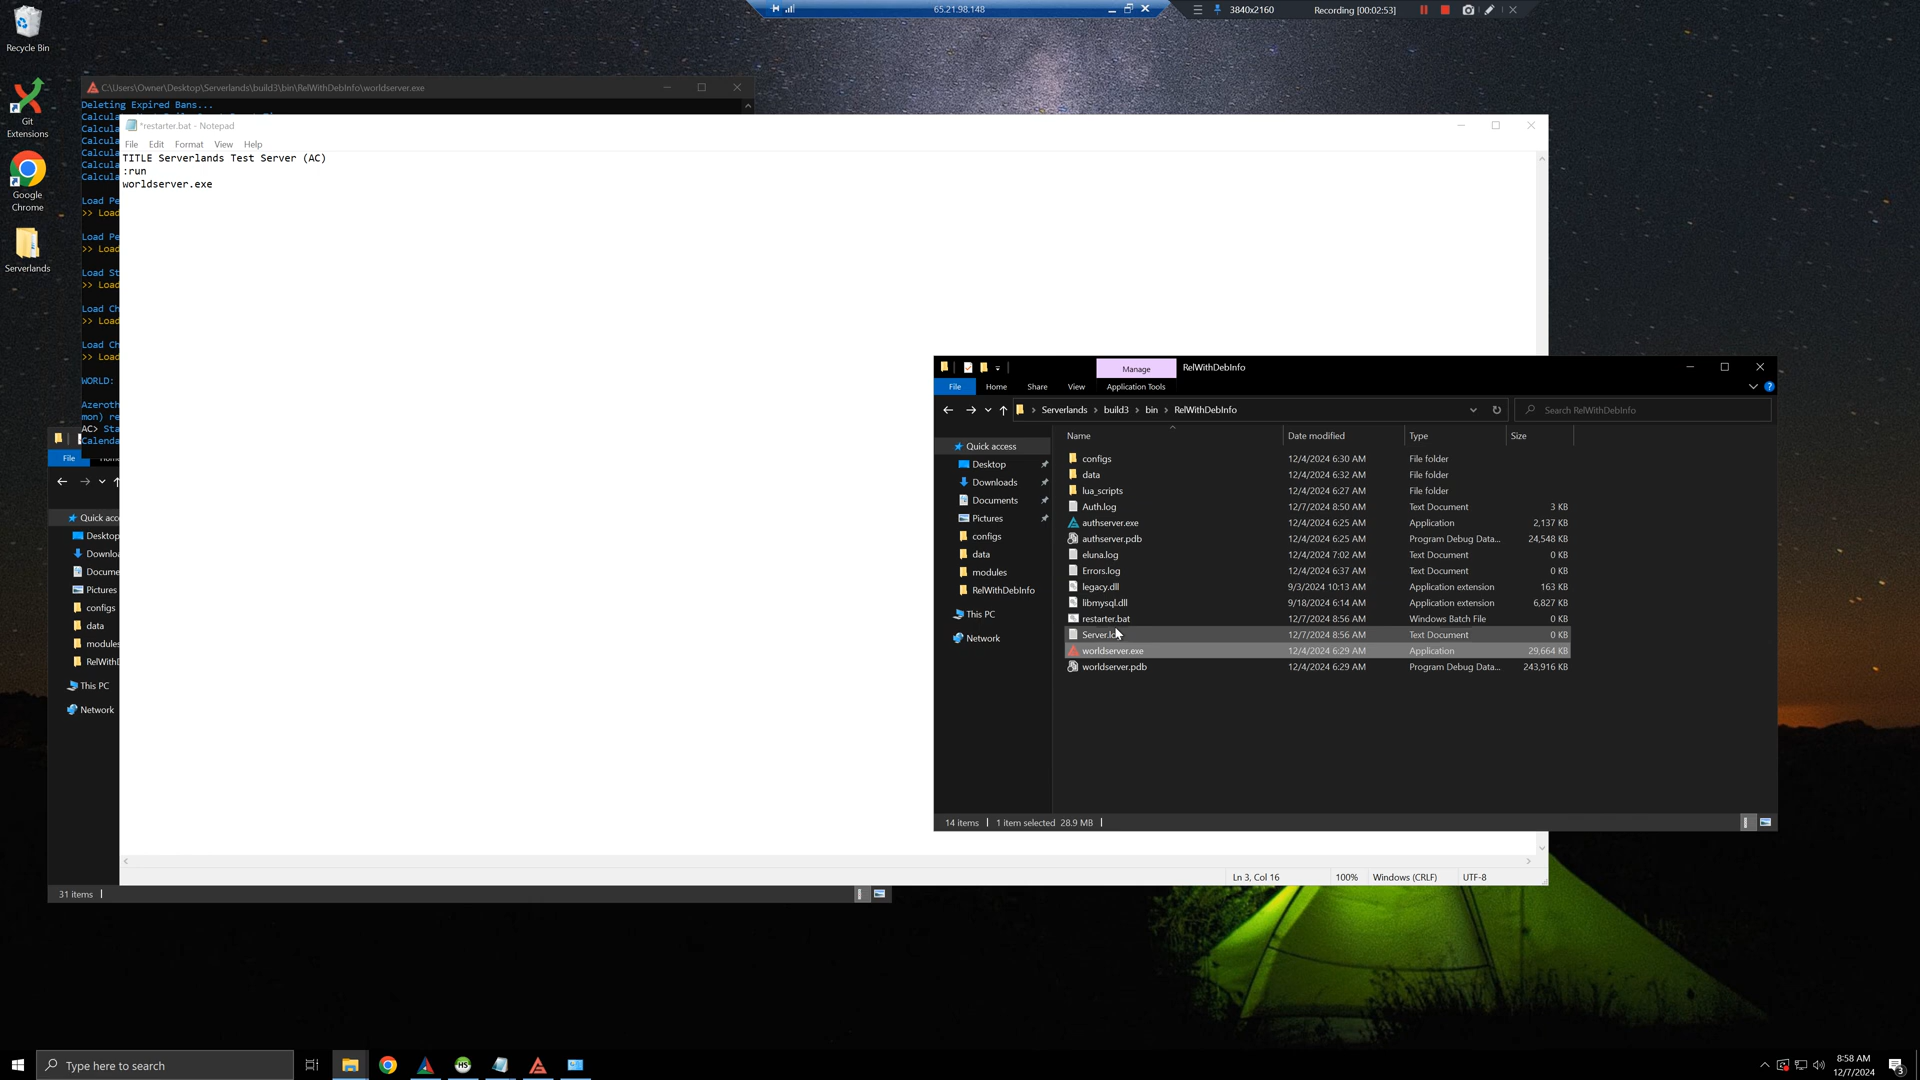 65.21.98.148
3840x2160
Recording [00:02:53]
Recycle Bin
Git Extensions
Google Chrome
Serverlands
C:\Users\Owner\Desktop\Serverlands\build3\bin\RelWithDebInfo\worldserver.exe
Deleting Expired Bans...
Calcula
Calcula
Calcula
Calcula
Calcula
Calcula
Load Pe
>> Load
Load Pe
>> Load
Load St
>> Load
Load Ch
>> Load
Load Ch
>> Load
WORLD:
Azeroth
mon) re
AC> Sta
Calenda
*restarter.bat - Notepad
File Edit Format View Help
TITLE Serverlands Test Server (AC)
:run
worldserver.exe
Ln 3, Col 16 100% Windows (CRLF) UTF-8
File
Quick acce
Desktop
Downloa
Docume
Pictures
configs
data
modules
RelWithD
This PC
Network
31 items
Manage RelWithDebInfo
File Home Share View Application Tools
Serverlands > build3 > bin > RelWithDebInfo
Search RelWithDebInfo
Quick access
Desktop
Downloads
Documents
Pictures
configs
data
modules
RelWithDebInfo
This PC
Network
Name Date modified Type Size
configs 12/4/2024 6:30 AM File folder
data 12/4/2024 6:32 AM File folder
lua_scripts 12/4/2024 6:27 AM File folder
Auth.log 12/7/2024 8:50 AM Text Document 3 KB
authserver.exe 12/4/2024 6:25 AM Application 2,137 KB
authserver.pdb 12/4/2024 6:25 AM Program Debug Data... 24,548 KB
eluna.log 12/4/2024 7:02 AM Text Document 0 KB
Errors.log 12/4/2024 6:37 AM Text Document 0 KB
legacy.dll 9/3/2024 10:13 AM Application extension 163 KB
libmysql.dll 9/18/2024 6:14 AM Application extension 6,827 KB
restarter.bat 12/7/2024 8:56 AM Windows Batch File 0 KB
Server.lo 12/7/2024 8:56 AM Text Document 0 KB
worldserver.exe 12/4/2024 6:29 AM Application 29,664 KB
worldserver.pdb 12/4/2024 6:29 AM Program Debug Data... 243,916 KB
14 items 1 item selected 28.9 MB
Type here to search
HS
8:58 AM
12/7/2024
3